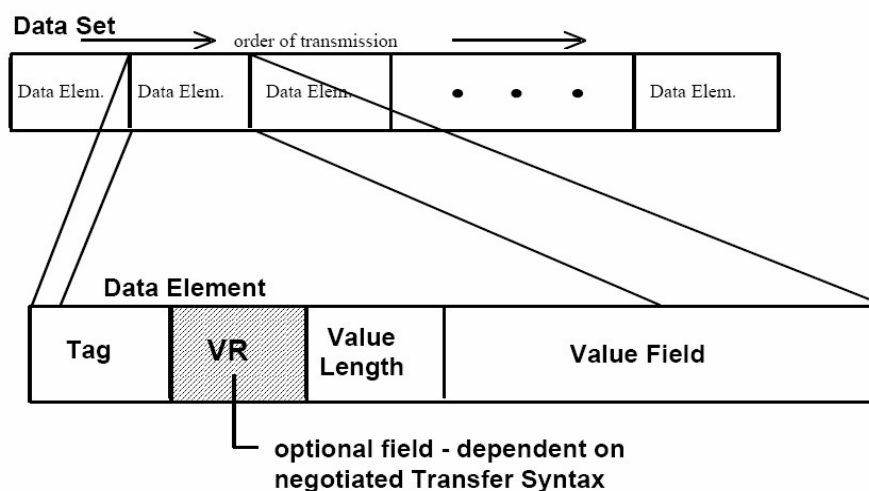 Data Set
order of transmission
Data Elem. Data Elem. Data Elem. • • • Data Elem.
Data Element
Tag VR Value Length Value Field
optional field - dependent on
negotiated Transfer Syntax